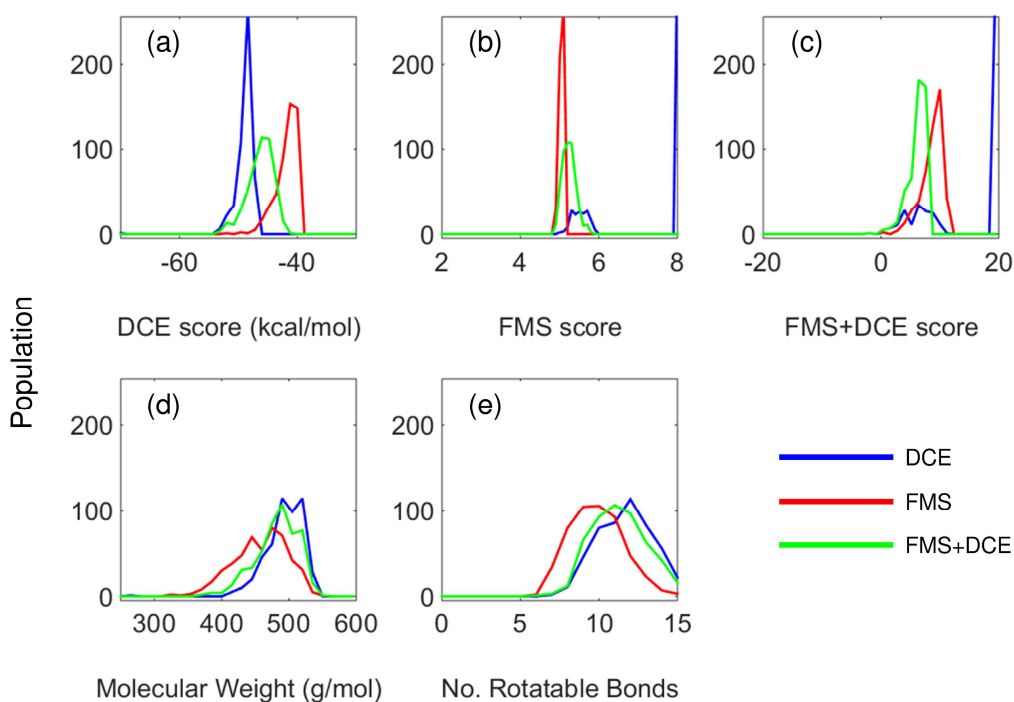 (a)
(b)
(c)
200
100
0
-60
-40
DCE score (kcal/mol)
200
100
0
2
4
6
8
FMS score
200
100
0
-20
0
20
FMS+DCE score
Population
(d)
(e)
200
100
0
300
400
500
600
Molecular Weight (g/mol)
200
100
0
0
5
10
15
No. Rotatable Bonds
DCE
FMS
FMS+DCE